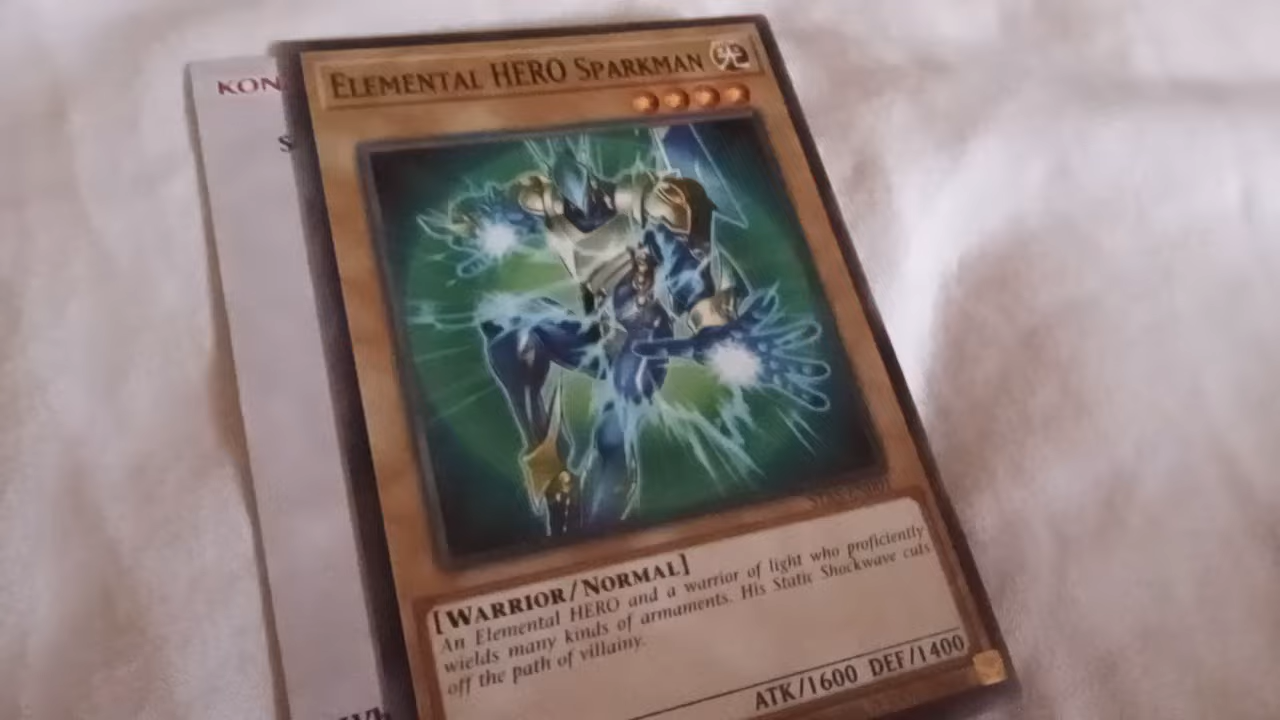 KON
ELEMENTAL HERO SPARKMAN
[WARRIOR/NORMAL]
An Elemental HERO and a warrior of light who proficiently
wields many kinds of armaments. His Static Shockwave cuts
off the path of villainy.
ATK/1600 DEF/1400